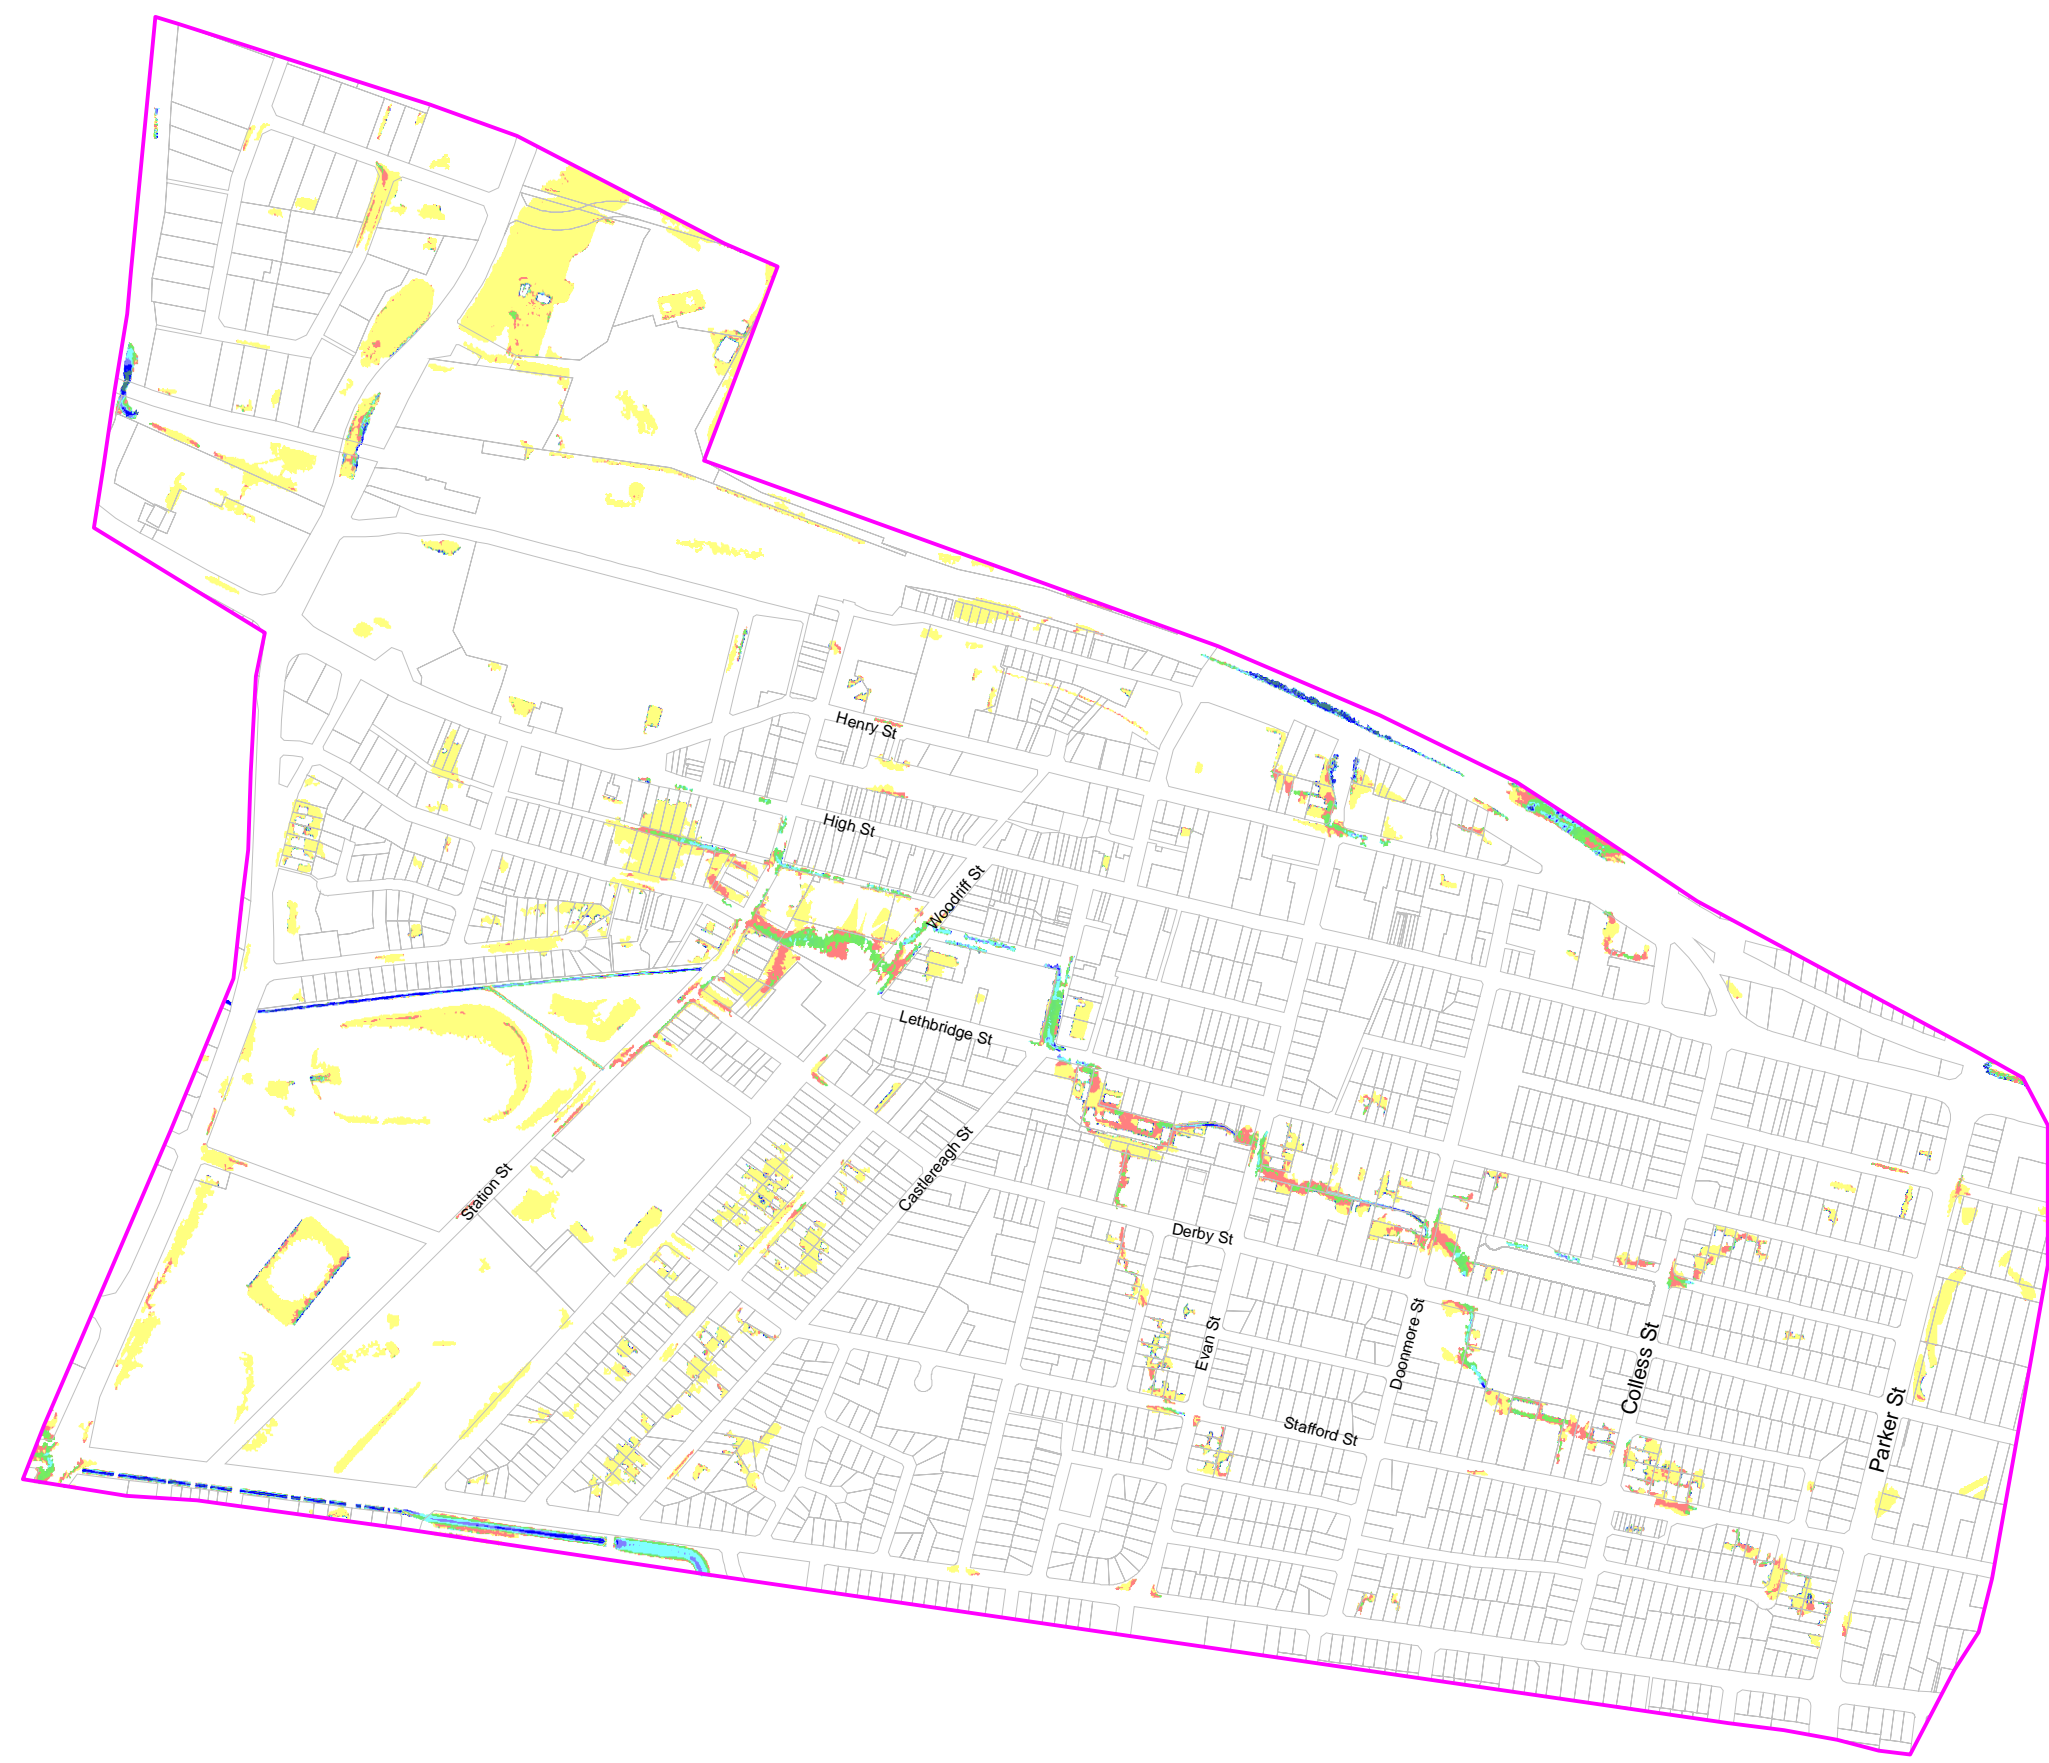 Henry St
High St
Woodriff St
Lethbridge St
Castlereagh St
Station St
Derby St
Evan St
Doonmore St
Colless St
Parker St
Stafford St